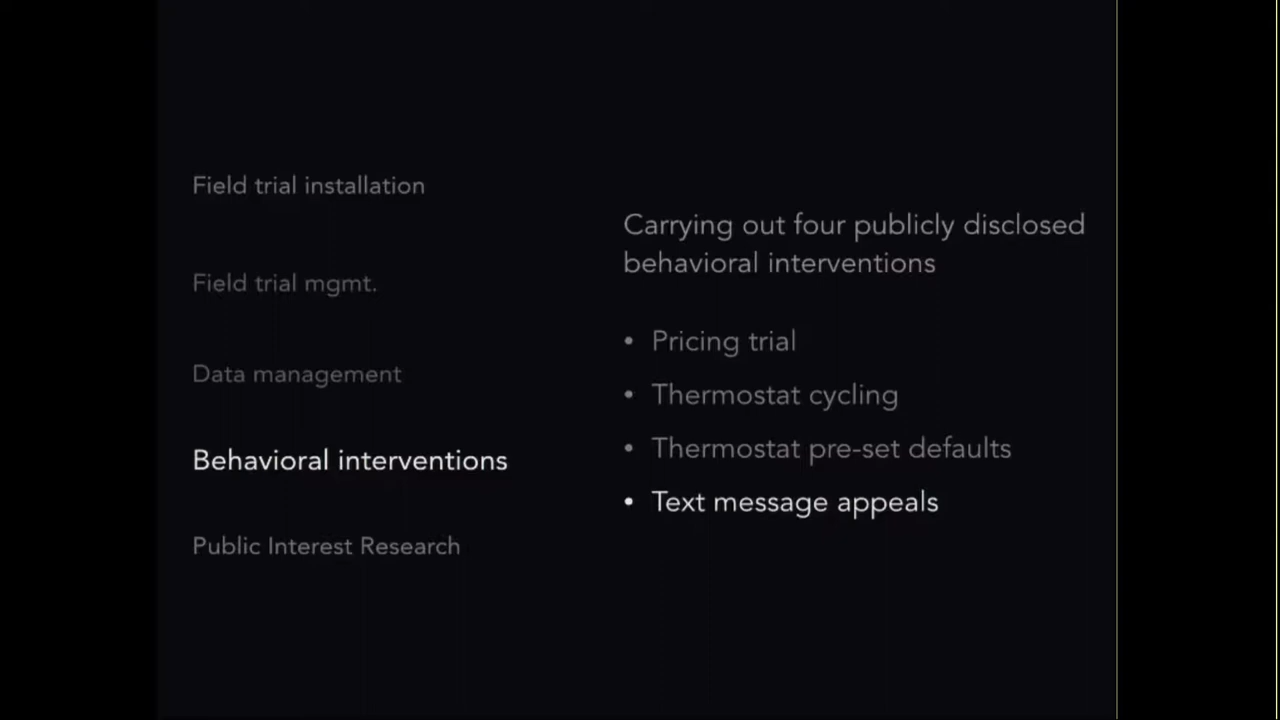 Field trial installation
Field trial mgmt.
Data management
Behavioral interventions
Public Interest Research
Carrying out four publicly disclosed
behavioral interventions
• Pricing trial
• Thermostat cycling
• Thermostat pre-set defaults
• Text message appeals